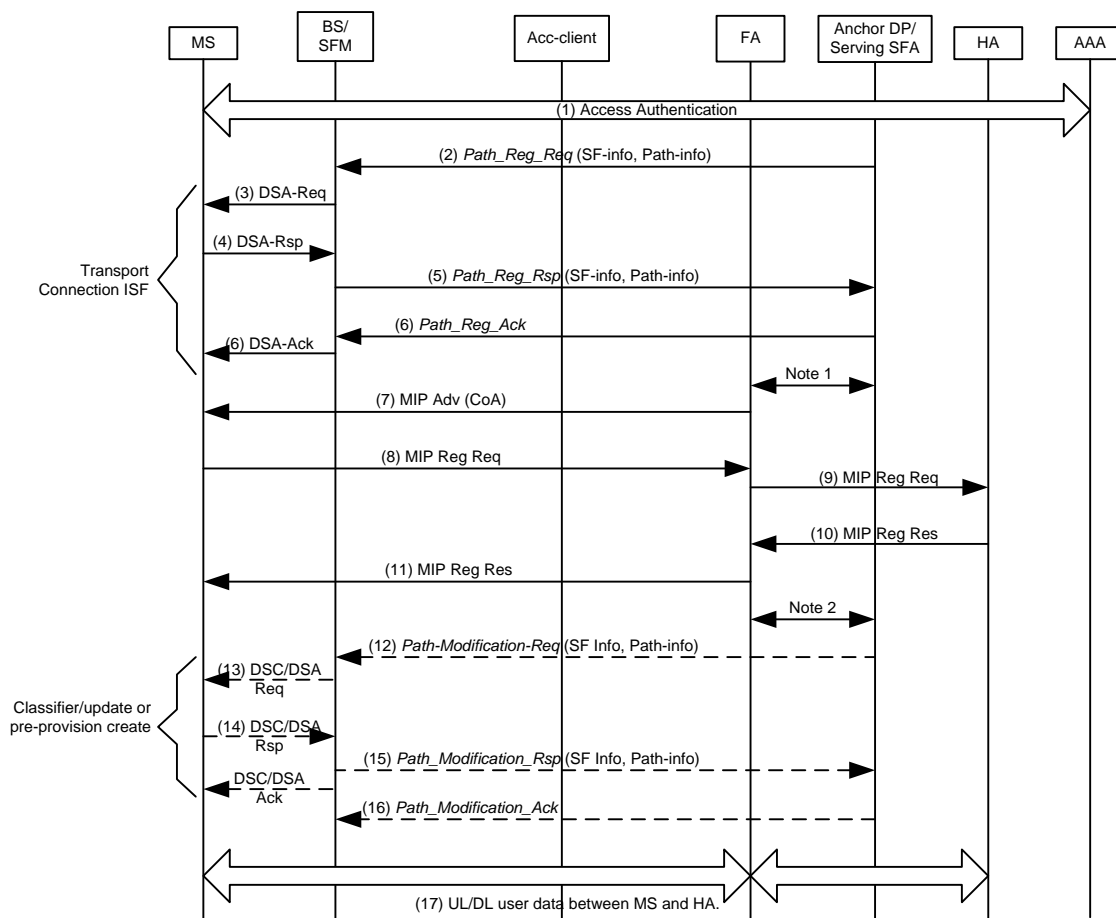 MS
BS/
SFM
Acc-client
FA
Anchor DP/
Serving SFA
HA
AAA
(1) Access Authentication
(2) Path_Reg_Req (SF-info, Path-info)
(3) DSA-Req
(4) DSA-Rsp
Transport
Connection ISF
(5) Path_Reg_Rsp (SF-info, Path-info)
(6) Path_Reg_Ack
(6) DSA-Ack
Note 1
(7) MIP Adv (CoA)
(8) MIP Reg Req
(9) MIP Reg Req
(10) MIP Reg Res
(11) MIP Reg Res
Note 2
(12) Path-Modification-Req (SF Info, Path-info)
(13) DSC/DSA
Req
Classifier/update or
pre-provision create
(14) DSC/DSA
Rsp
(15) Path_Modification_Rsp (SF Info, Path-info)
DSC/DSA
Ack
(16) Path_Modification_Ack
(17) UL/DL user data between MS and HA.